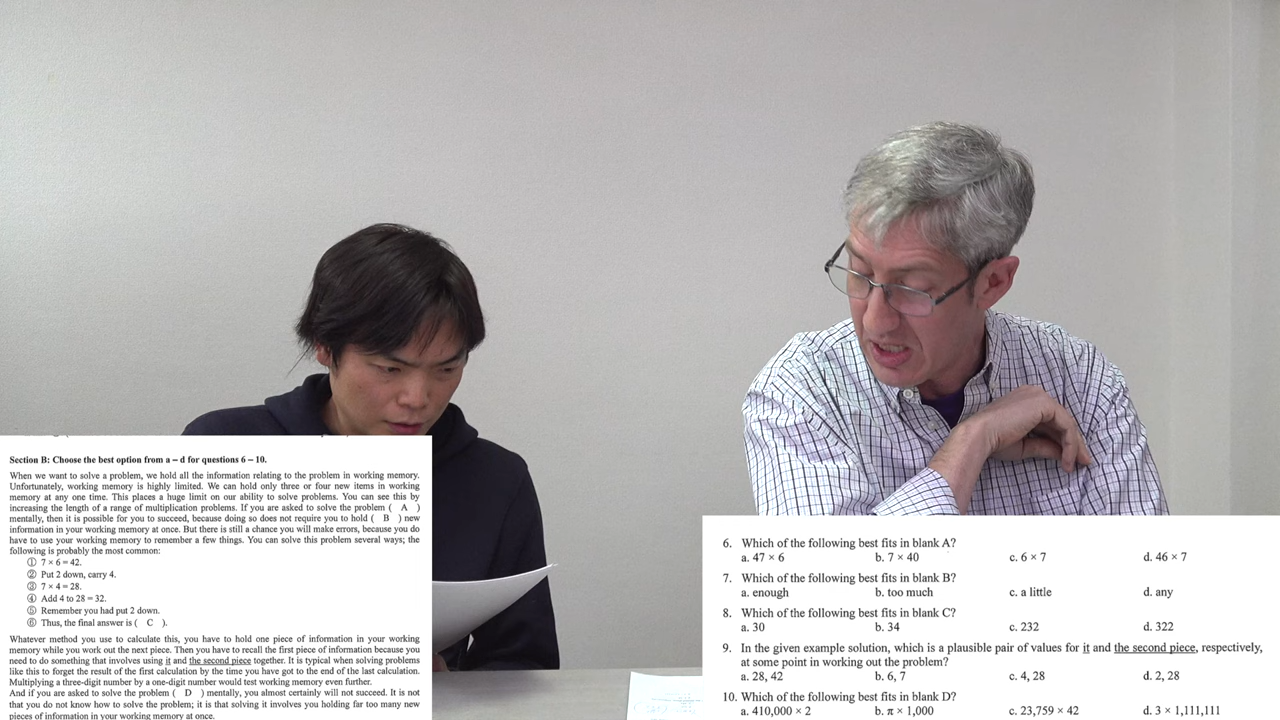 Section B: Choose the best option from a – d for questions 6 – 10.
When we want to solve a problem, we hold all the information relating to the problem in working memory.
Unfortunately, working memory is highly limited. We can hold only three or four new items in working
memory at any one time. This places a huge limit on our ability to solve problems. You can see this by
increasing the length of a range of multiplication problems. If you are asked to solve the problem ( A )
mentally, then it is possible for you to succeed, because doing so does not require you to hold ( B ) new
information in your working memory at once. But there is still a chance you will make errors, because you do
have to use your working memory to remember a few things. You can solve this problem several ways; the
following is probably the most common:
① 7 × 6 = 42.
② Put 2 down, carry 4.
③ 7 × 4 = 28.
④ Add 4 to 28 = 32.
⑤ Remember you had put 2 down.
⑥ Thus, the final answer is ( C ).
Whatever method you use to calculate this, you have to hold one piece of information in your working
memory while you work out the next piece. Then you have to recall the first piece of information because you
need to do something that involves using it and the second piece together. It is typical when solving problems
like this to forget the result of the first calculation by the time you have got to the end of the last calculation.
Multiplying a three-digit number by a one-digit number would test working memory even further.
And if you are asked to solve the problem ( D ) mentally, you almost certainly will not succeed. It is not
that you do not know how to solve the problem; it is that solving it involves you holding far too many new
pieces of information in your working memory at once.
6. Which of the following best fits in blank A?
a. 47 × 6 b. 7 × 40 c. 6 × 7 d. 46 × 7
7. Which of the following best fits in blank B?
a. enough b. too much c. a little d. any
8. Which of the following best fits in blank C?
a. 30 b. 34 c. 232 d. 322
9. In the given example solution, which is a plausible pair of values for it and the second piece, respectively,
at some point in working out the problem?
a. 28, 42 b. 6, 7 c. 4, 28 d. 2, 28
10. Which of the following best fits in blank D?
a. 410,000 × 2 b. π × 1,000 c. 23,759 × 42 d. 3 × 1,111,111